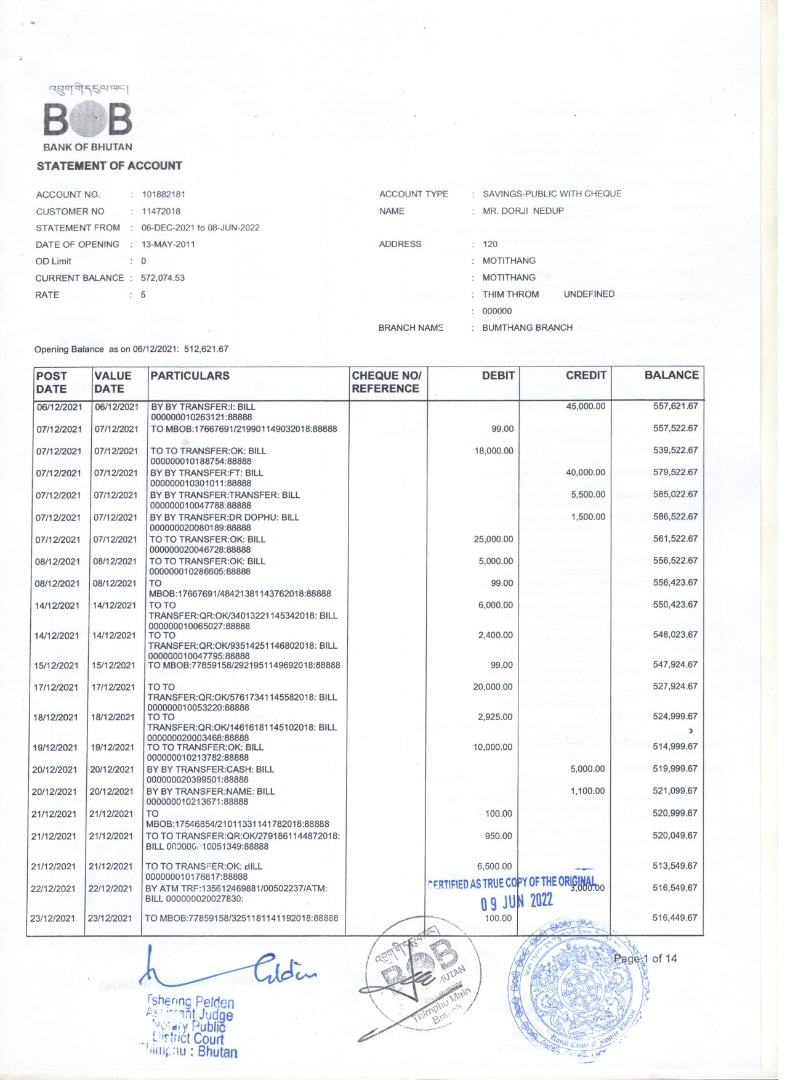 འབྲུག་གི་དངུལ་ཁང་།
BOB
BANK OF BHUTAN
STATEMENT OF ACCOUNT
ACCOUNT NO. : 101882181
CUSTOMER NO : 11472018
STATEMENT FROM : 06-DEC-2021 to 08-JUN-2022
DATE OF OPENING : 13-MAY-2011
OD Limit : 0
CURRENT BALANCE : 572,074.53
RATE : 5
ACCOUNT TYPE : SAVINGS-PUBLIC WITH CHEQUE
NAME : MR. DORJI NEDUP
ADDRESS : 120
: MOTITHANG
: MOTITHANG
: THIM THROM UNDEFINED
: 000000
BRANCH NAME : BUMTHANG BRANCH
Opening Balance as on 06/12/2021: 512,621.67
POST DATE VALUE DATE PARTICULARS CHEQUE NO/ REFERENCE DEBIT CREDIT BALANCE
06/12/2021 06/12/2021 BY BY TRANSFER:I: BILL 45,000.00 557,621.67
000000010263121:88888
07/12/2021 07/12/2021 TO MBOB:17667691/219901149032018:88888 99.00 557,522.67
07/12/2021 07/12/2021 TO TO TRANSFER:OK: BILL 18,000.00 539,522.67
000000010188754:88888
07/12/2021 07/12/2021 BY BY TRANSFER:FT: BILL 40,000.00 579,522.67
000000010301011:88888
07/12/2021 07/12/2021 BY BY TRANSFER:TRANSFER: BILL 5,500.00 585,022.67
000000010047788:88888
07/12/2021 07/12/2021 BY BY TRANSFER:DR DOPHU: BILL 1,500.00 586,522.67
000000020080189:88888
07/12/2021 07/12/2021 TO TO TRANSFER:OK: BILL 25,000.00 561,522.67
000000020046728:88888
08/12/2021 08/12/2021 TO TO TRANSFER:OK: BILL 5,000.00 556,522.67
000000010286605:88888
08/12/2021 08/12/2021 TO 99.00 556,423.67
MBOB:17667691/48421381143762018:88888
14/12/2021 14/12/2021 TO TO 6,000.00 550,423.67
TRANSFER:QR:OK/34013221145342018: BILL
000000010065027:88888
14/12/2021 14/12/2021 TO TO 2,400.00 548,023.67
TRANSFER:QR:OK/93514251146802018: BILL
000000010047795:88888
15/12/2021 15/12/2021 TO MBOB:77859158/2921951149692018:88888 99.00 547,924.67
17/12/2021 17/12/2021 TO TO 20,000.00 527,924.67
TRANSFER:QR:OK/57617341145582018: BILL
000000010053220:88888
18/12/2021 18/12/2021 TO TO 2,925.00 524,999.67
TRANSFER:QR:OK/14616181145102018: BILL
000000020003468:88888
19/12/2021 19/12/2021 TO TO TRANSFER:OK: BILL 10,000.00 514,999.67
000000010213782:88888
20/12/2021 20/12/2021 BY BY TRANSFER:CASH: BILL 5,000.00 519,999.67
000000020399501:88888
20/12/2021 20/12/2021 BY BY TRANSFER:NAME: BILL 1,100.00 521,099.67
000000010213671:88888
21/12/2021 21/12/2021 TO 100.00 520,999.67
MBOB:17546854/21011331141782018:88888
21/12/2021 21/12/2021 TO TO TRANSFER:QR:OK/2791861144872018: 950.00 520,049.67
BILL 000000010051349:88888
21/12/2021 21/12/2021 TO TO TRANSFER:OK: BILL 6,500.00 513,549.67
000000010176817:88888
22/12/2021 22/12/2021 BY ATM TRF:135612469881/00502237/ATM: 3,000.00 516,549.67
BILL 000000020027830:
CERTIFIED AS TRUE COPY OF THE ORIGINAL
09 JUN 2022
23/12/2021 23/12/2021 TO MBOB:77859158/3251181141192018:88888 100.00 516,449.67
Page 1 of 14
Tshering Pelden
Assistant Judge
Notary Public
District Court
Thimphu : Bhutan
འབྲུག་གི་དངུལ་ཁང་།
BOB
BHUTAN
Thimphu Main
Branch